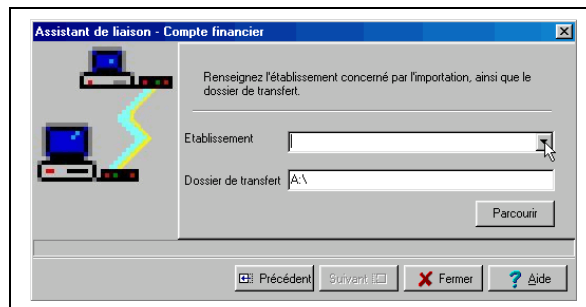 Assistant de liaison - Compte financier
Renseignez l'établissement concerné par l'importation, ainsi que le
dossier de transfert.
Etablissement
Dossier de transfert A:\
Parcourir
Précédent Suivant Fermer Aide